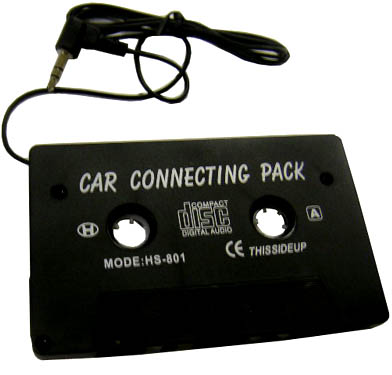 CAR CONNECTING PACK
COMPACT
disc
DIGITAL AUDIO
H
A
MODE:HS-801
CE THISSIDEUP